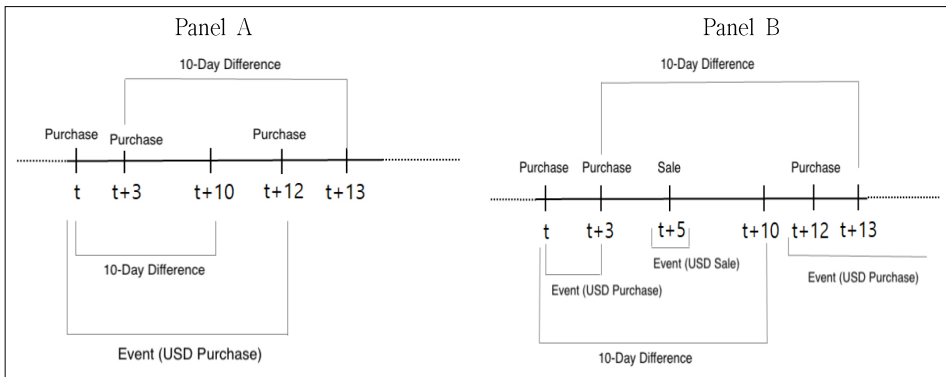 Panel A
10-Day Difference
Purchase Purchase Purchase
t t+3 t+10 t+12 t+13
10-Day Difference
Event (USD Purchase)
Panel B
10-Day Difference
Purchase Purchase Sale Purchase
t t+3 t+5 t+10 t+12 t+13
Event (USD Sale)
Event (USD Purchase) Event (USD Purchase)
10-Day Difference